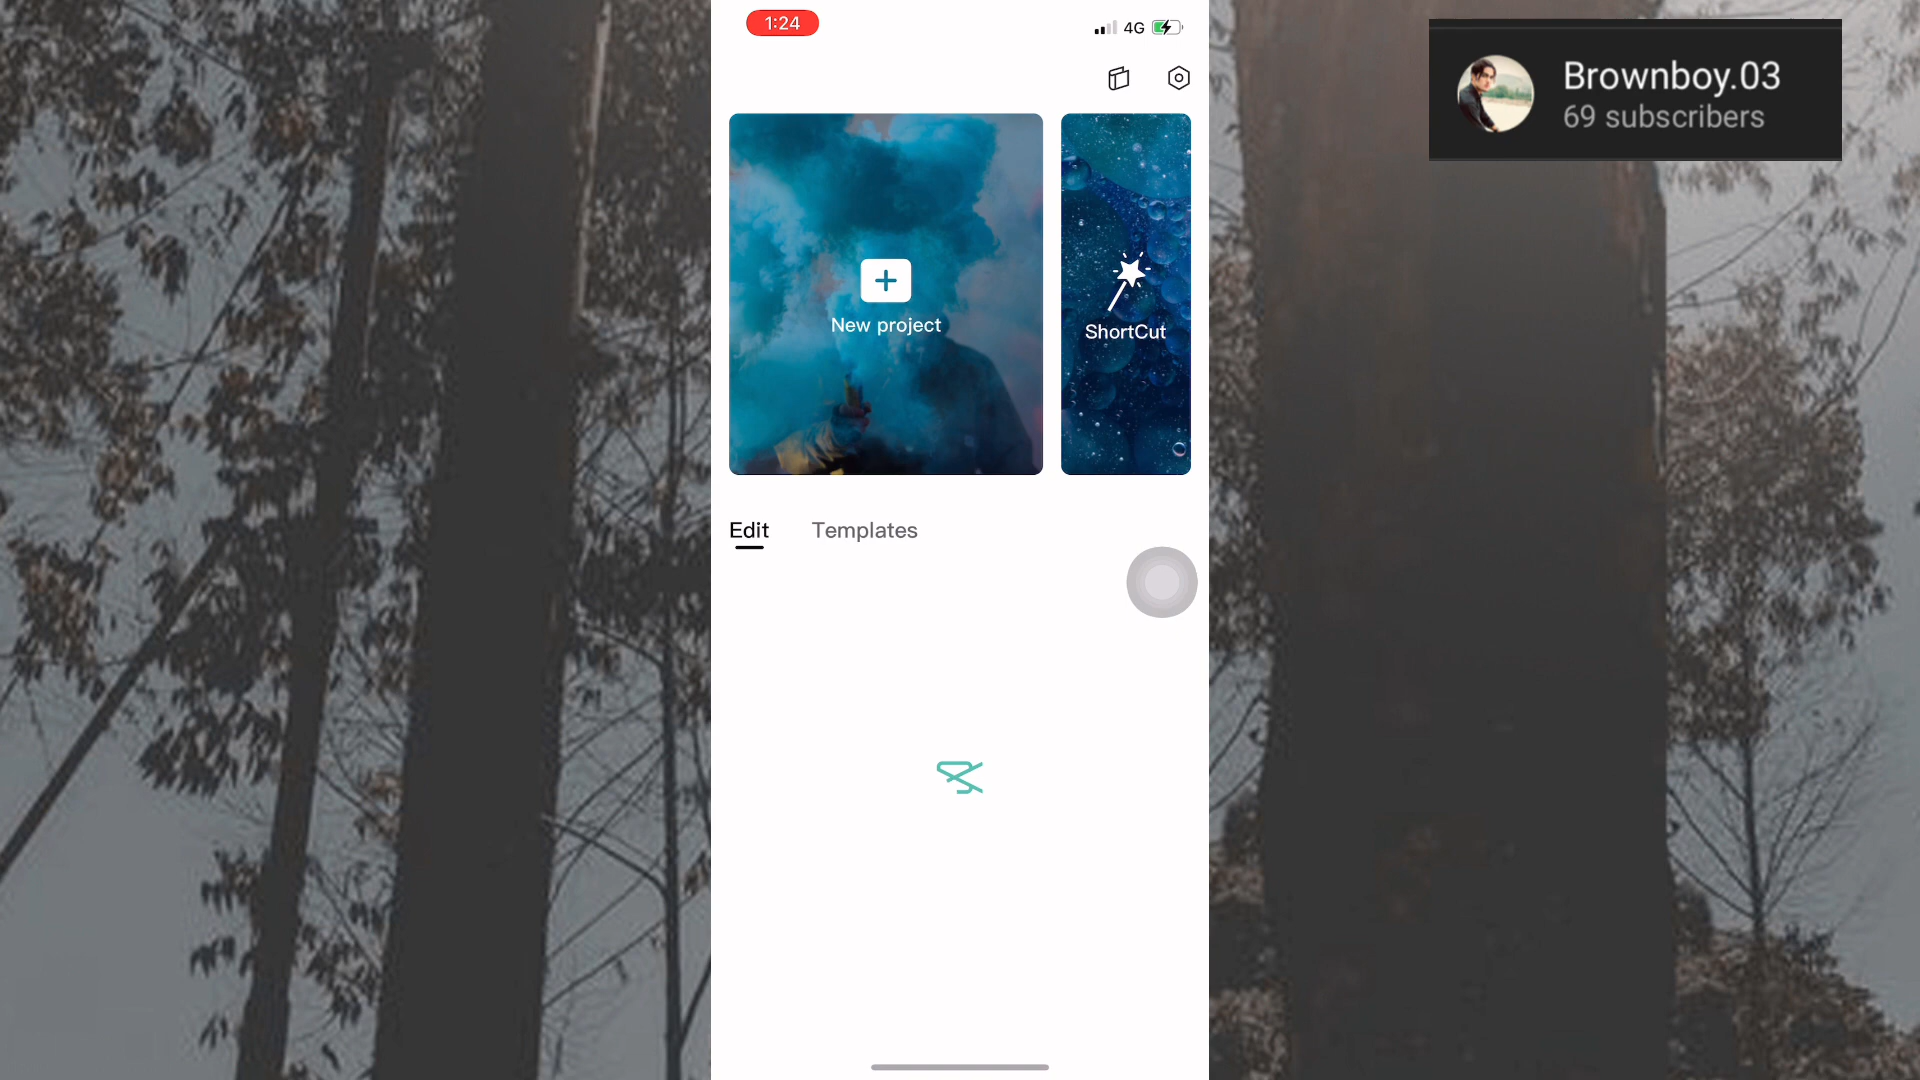 1:24
4G
Brownboy.03
69 subscribers
New project
ShortCut
Edit
Templates